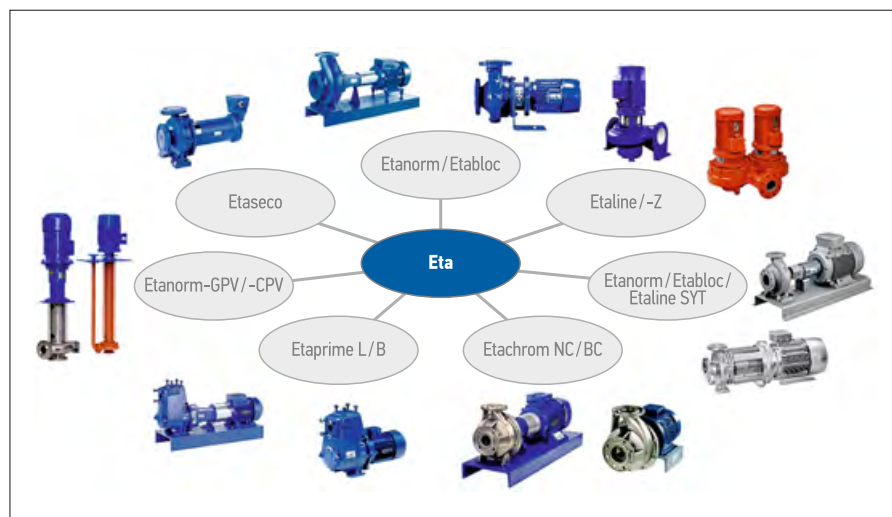 Etanorm / Etabloc
Etaseco
Etaline / -Z
Eta
Etanorm-GPV / -CPV
Etanorm / Etabloc /
Etaline SYT
Etaprime L / B
Etachrom NC / BC